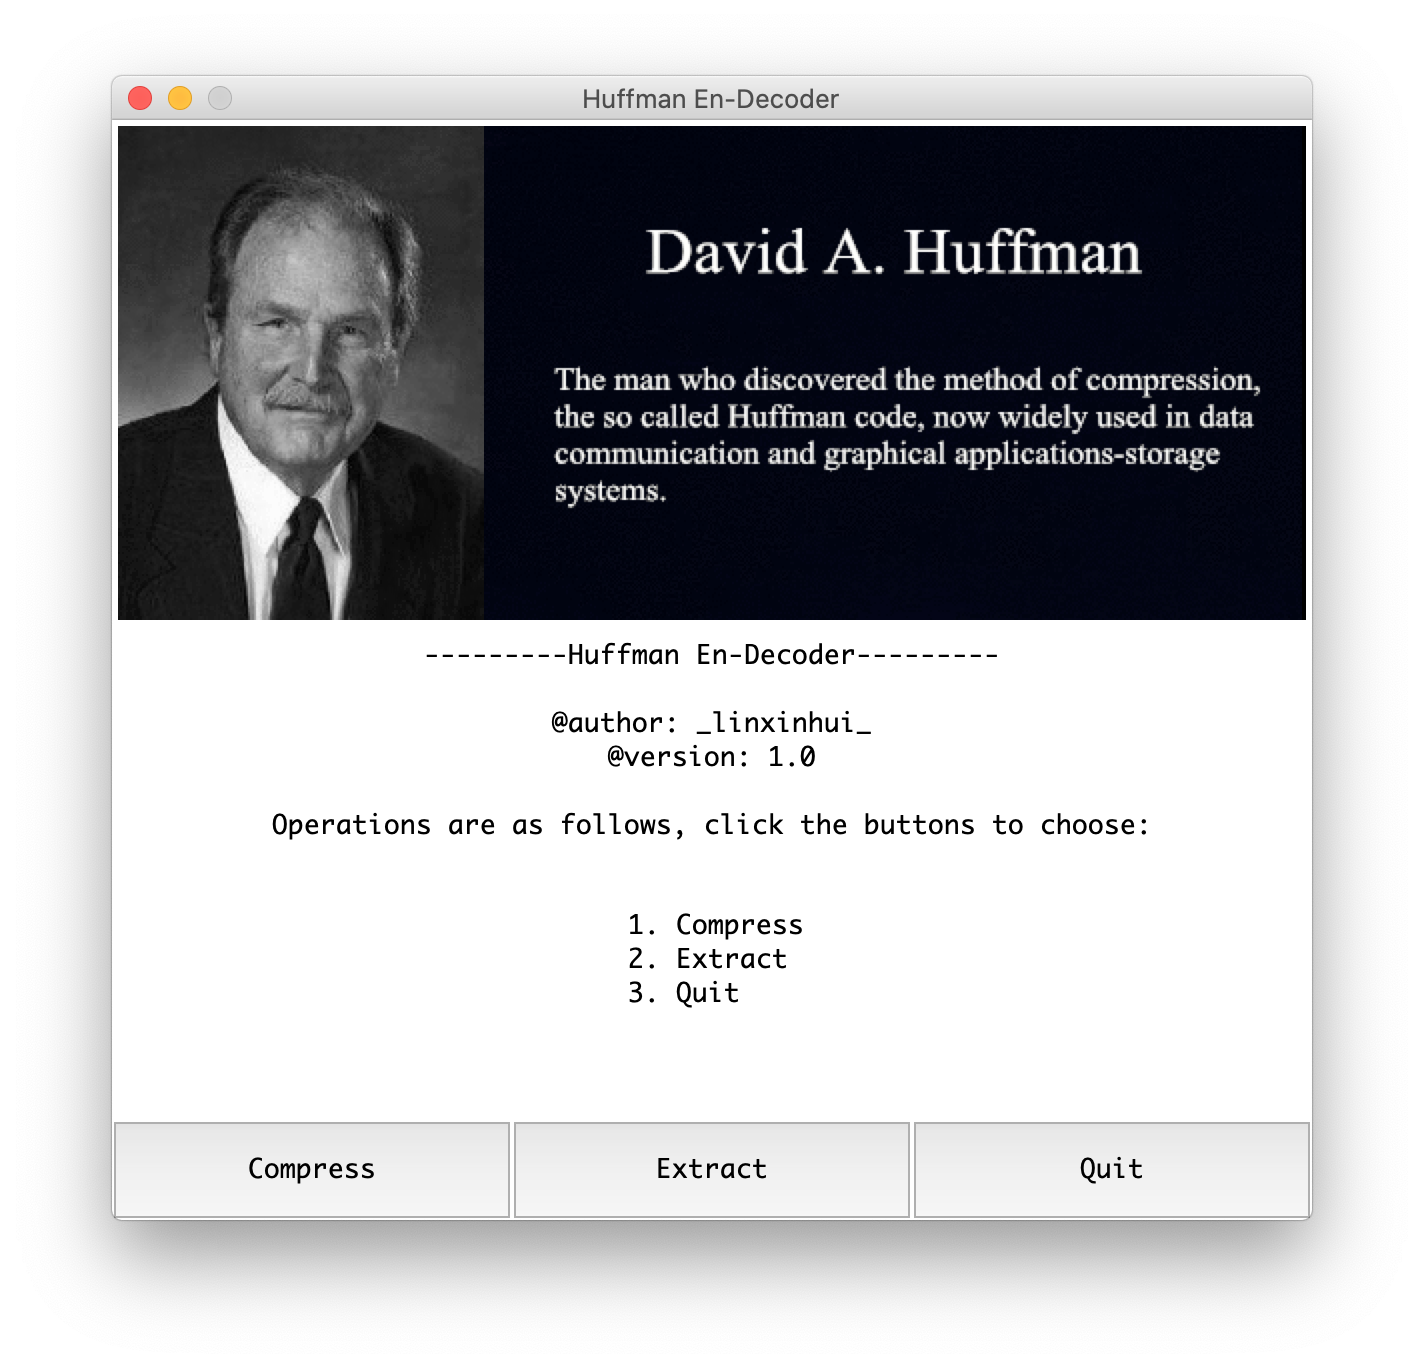 Huffman En-Decoder
David A. Huffman
The man who discovered the method of compression,
the so called Huffman code, now widely used in data
communication and graphical applications-storage
systems.
---------Huffman En-Decoder---------
@author: _linxinhui_
@version: 1.0
Operations are as follows, click the buttons to choose:
1. Compress
2. Extract
3. Quit
Compress
Extract
Quit